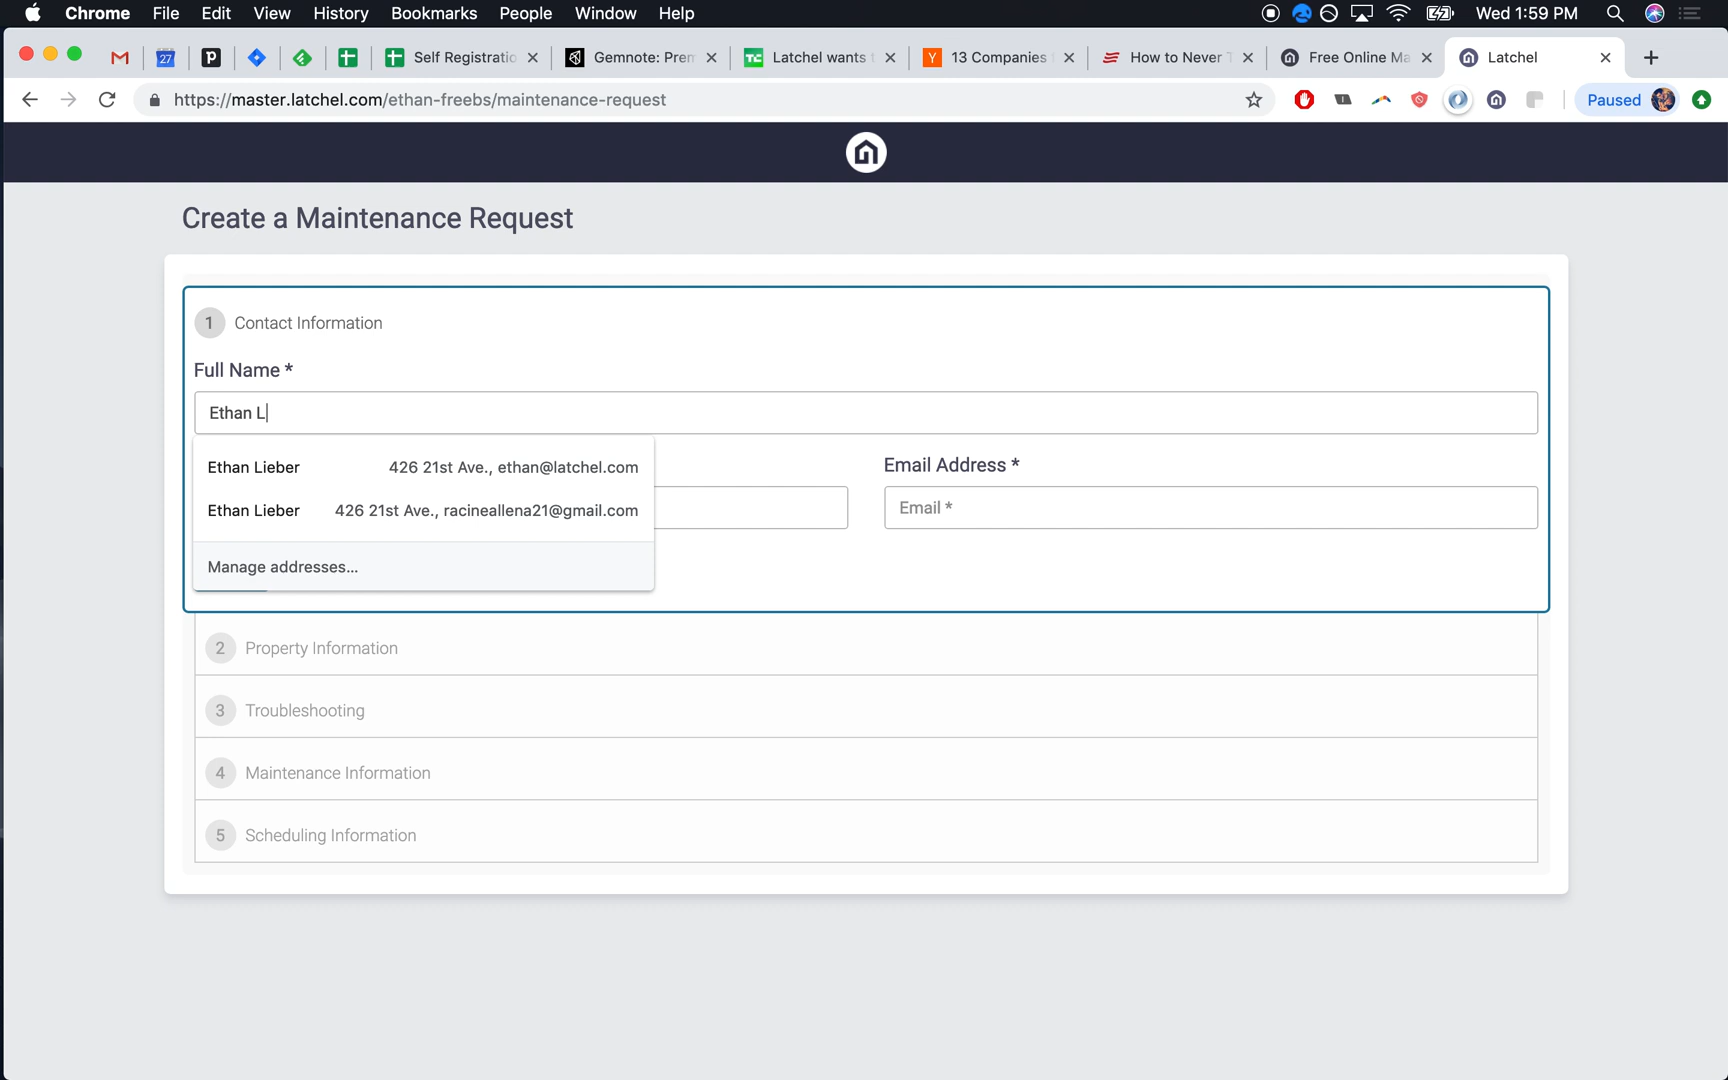 Chrome File Edit View History Bookmarks People Window Help Wed 1:59 PM
27 Self Registratio Gemnote: Prem TC Latchel wants t Y 13 Companies How to Never T Free Online Ma Latchel
https://master.latchel.com/ethan-freebs/maintenance-request Paused
Create a Maintenance Request
1 Contact Information
Full Name *
Ethan L
Ethan Lieber 426 21st Ave., ethan@latchel.com
Email Address *
Ethan Lieber 426 21st Ave., racineallena21@gmail.com
Email *
Manage addresses...
2 Property Information
3 Troubleshooting
4 Maintenance Information
5 Scheduling Information